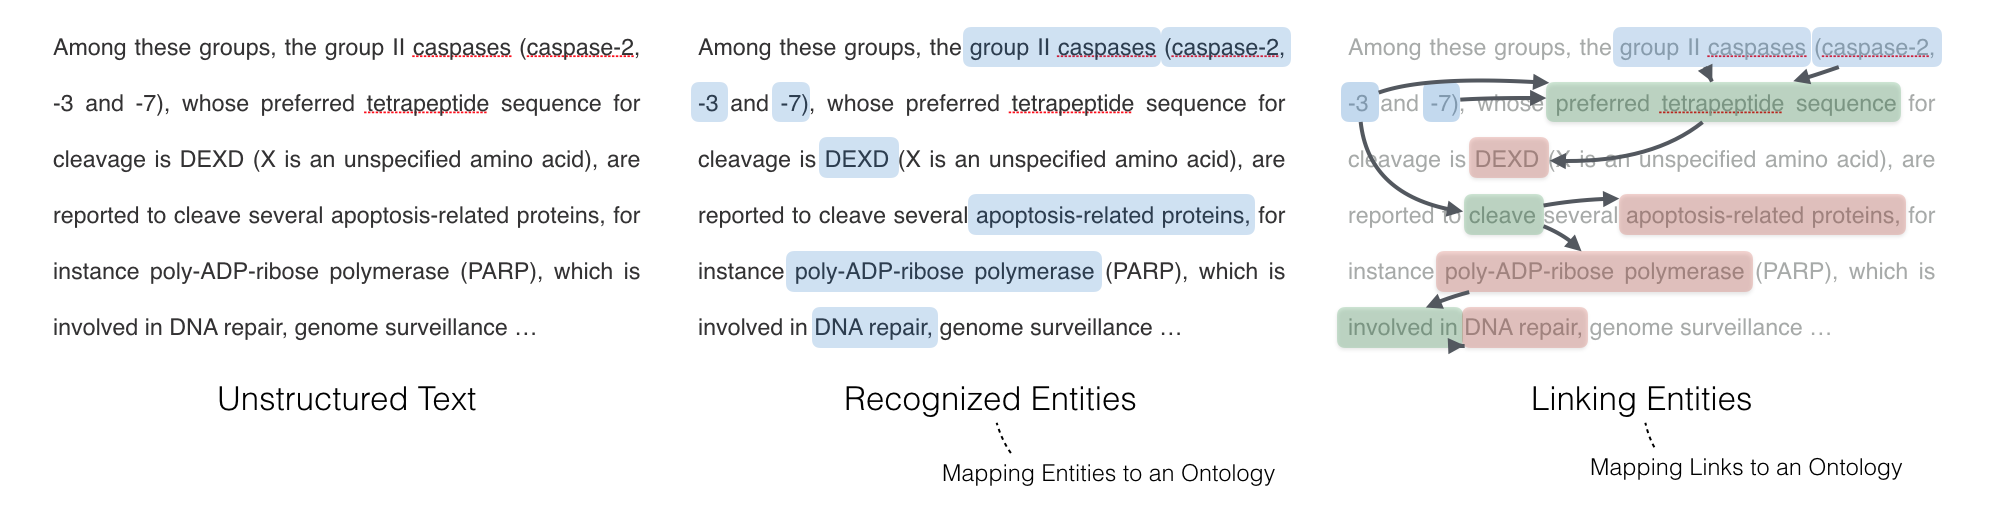 Among these groups, the group II caspases (caspase-2,
-3 and -7), whose preferred tetrapeptide sequence for
cleavage is DEXD (X is an unspecified amino acid), are
reported to cleave several apoptosis-related proteins, for
instance poly-ADP-ribose polymerase (PARP), which is
involved in DNA repair, genome surveillance …
Unstructured Text
Among these groups, the group II caspases (caspase-2,
-3 and -7), whose preferred tetrapeptide sequence for
cleavage is DEXD (X is an unspecified amino acid), are
reported to cleave several apoptosis-related proteins, for
instance poly-ADP-ribose polymerase (PARP), which is
involved in DNA repair, genome surveillance …
Recognized Entities
Mapping Entities to an Ontology
Among these groups, the group II caspases (caspase-2,
-3 and -7), whose preferred tetrapeptide sequence for
cleavage is DEXD (X is an unspecified amino acid), are
reported to cleave several apoptosis-related proteins, for
instance poly-ADP-ribose polymerase (PARP), which is
involved in DNA repair, genome surveillance …
Linking Entities
Mapping Links to an Ontology